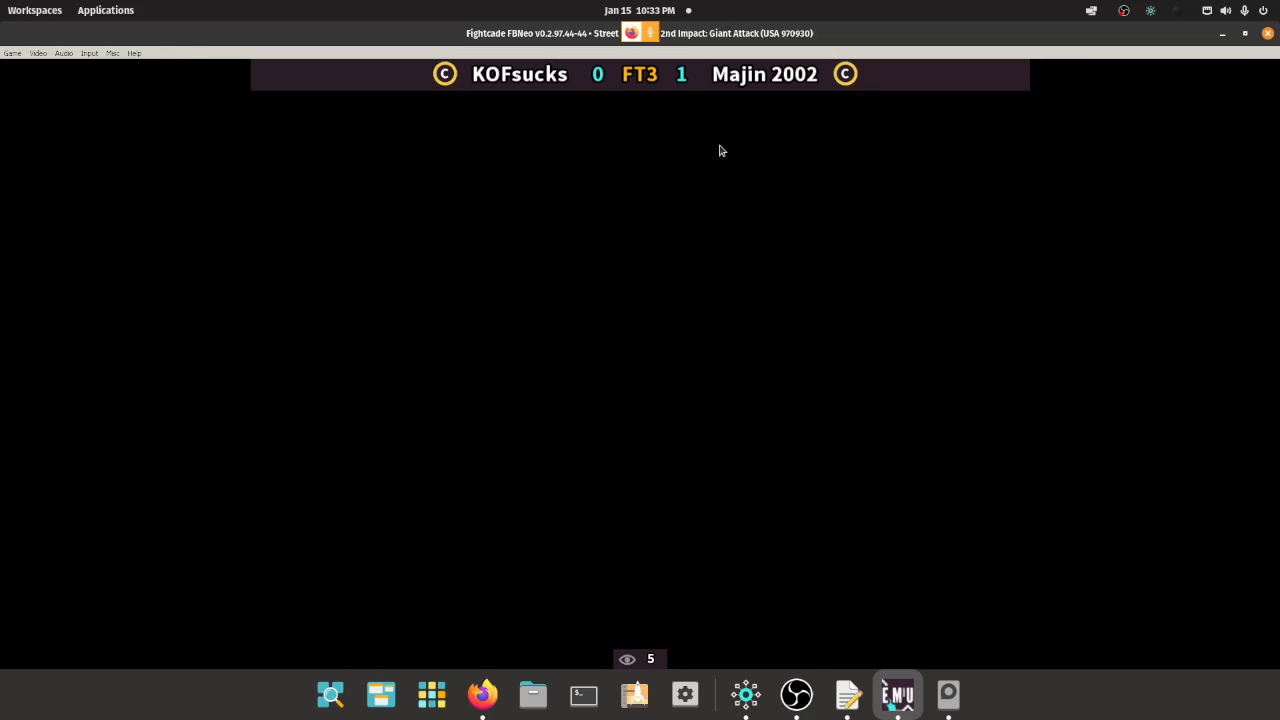 Workspaces Applications Jan 15 10:33 PM
Fightcade FBNeo v0.2.97.44-44 • Street 2nd Impact: Giant Attack (USA 970930)
Game Video Audio Input Misc Help
C KOFsucks 0 FT3 1 Majin 2002 C
5
$_ EMU